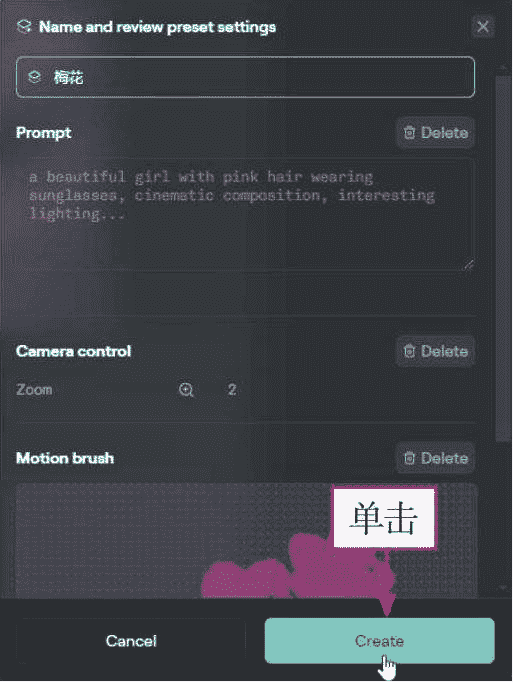 Name and review preset settings
梅花
Prompt
Delete
a beautiful girl with pink hair wearing
sunglasses, cinematic composition, interesting
lighting...
Camera control
Delete
Zoom
2
Motion brush
Delete
单击
Cancel
Create